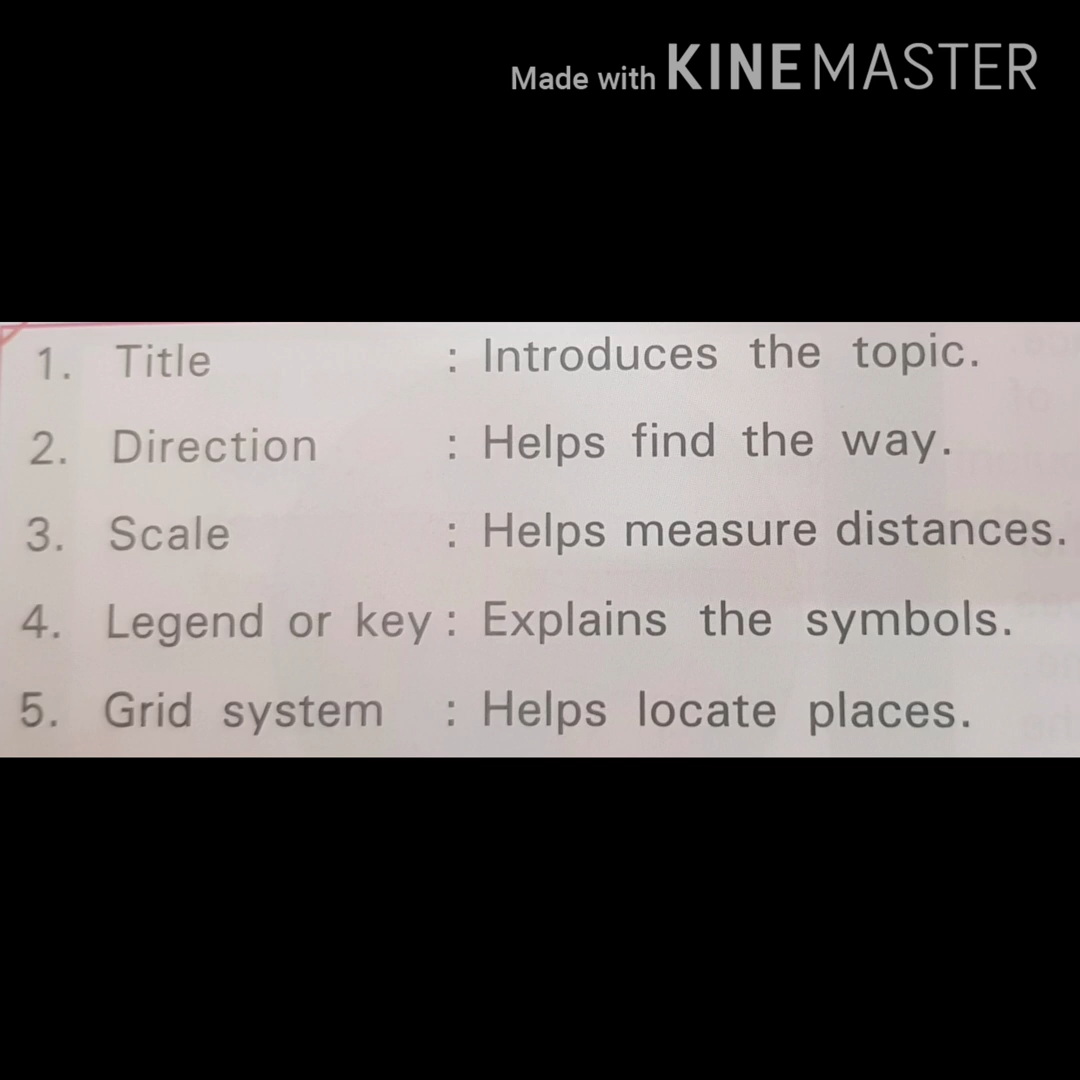 Made with KINEMASTER
1. Title : Introduces the topic.
2. Direction : Helps find the way.
3. Scale : Helps measure distances.
4. Legend or key : Explains the symbols.
5. Grid system : Helps locate places.